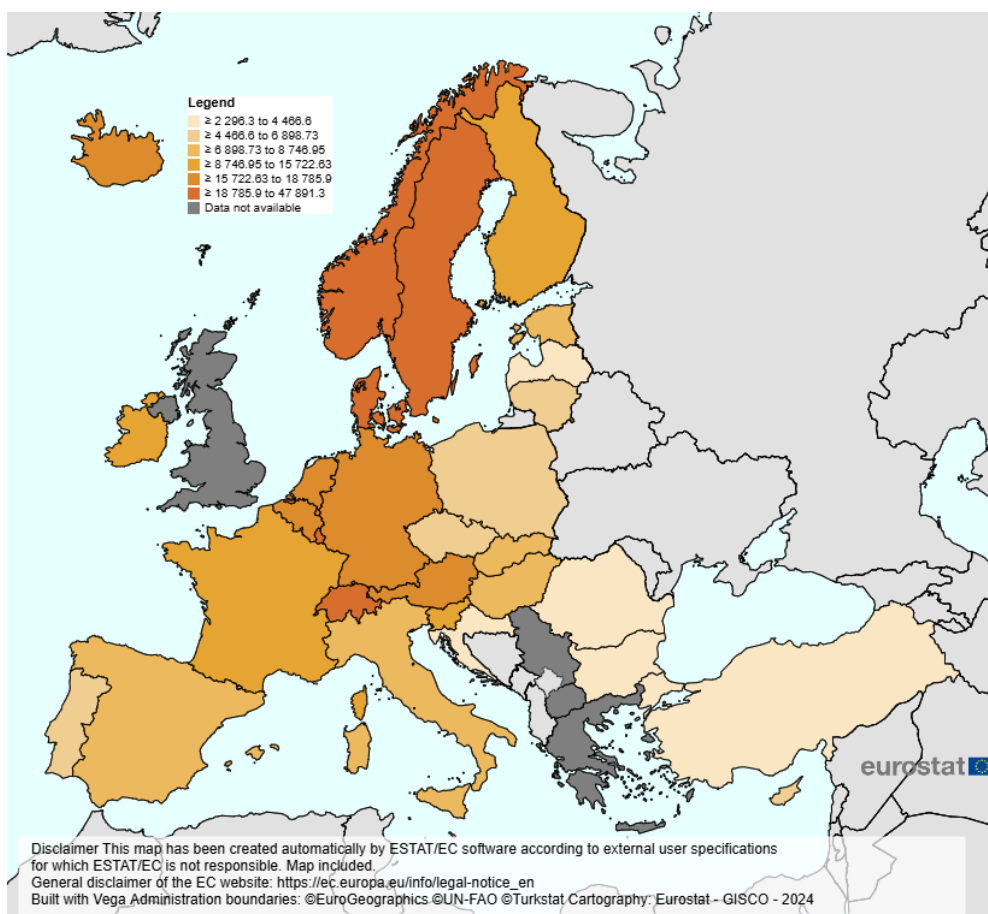 Legend
≥ 2 296.3 to 4 466.6
≥ 4 466.6 to 6 898.73
≥ 6 898.73 to 8 746.95
≥ 8 746.95 to 15 722.63
≥ 15 722.63 to 18 785.9
≥ 18 785.9 to 47 891.3
Data not available
eurostat
Disclaimer This map has been created automatically by ESTAT/EC software according to external user specifications
for which ESTAT/EC is not responsible. Map included.
General disclaimer of the EC website: https://ec.europa.eu/info/legal-notice_en
Built with Vega Administration boundaries: ©EuroGeographics ©UN-FAO ©Turkstat Cartography: Eurostat - GISCO - 2024